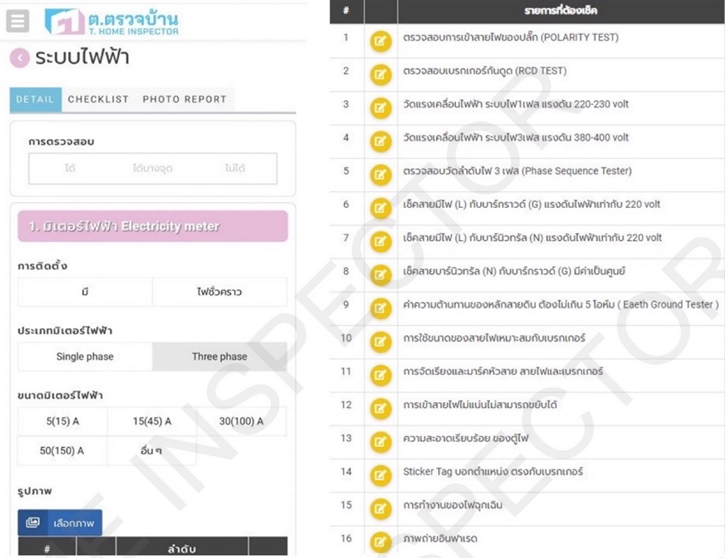 ต.ตรวจบ้าน
T. HOME INSPECTOR
ระบบไฟฟ้า
DETAIL CHECKLIST PHOTO REPORT
การตรวจสอบ
ได้ ได้บางจุด ไม่ได้
1. มิเตอร์ไฟฟ้า Electricity meter
การติดตั้ง
มี ไฟชั่วคราว
ประเภทมิเตอร์ไฟฟ้า
Single phase Three phase
ขนาดมิเตอร์ไฟฟ้า
5(15) A 15(45) A 30(100) A
50(150) A อื่น ๆ
รูปภาพ
เลือกภาพ
# ลำดับ
# รายการที่ต้องเช็ค
1 ตรวจสอบการเข้าสายไฟของปลั๊ก (POLARITY TEST)
2 ตรวจสอบเบรกเกอร์กันดูด (RCD TEST)
3 วัดแรงเคลื่อนไฟฟ้า ระบบไฟ1เฟส แรงดัน 220-230 volt
4 วัดแรงเคลื่อนไฟฟ้า ระบบไฟ3เฟส แรงดัน 380-400 volt
5 ตรวจสอบวัดลำดับไฟ 3 เฟส (Phase Sequence Tester)
6 เช็คสายมีไฟ (L) กับบาร์กราวด์ (G) แรงดันไฟฟ้าเท่ากับ 220 volt
7 เช็คสายมีไฟ (L) กับบาร์นิวทรัล (N) แรงดันไฟฟ้าเท่ากับ 220 volt
8 เช็คสายบาร์นิวทรัล (N) กับบาร์กราวด์ (G) มีค่าเป็นศูนย์
9 ค่าความต้านทานของหลักสายดิน ต้องไม่เกิน 5 โอห์ม ( Eaeth Ground Tester )
10 การใช้ขนาดของสายไฟเหมาะสมกับเบรกเกอร์
11 การจัดเรียงและมาร์คหัวสาย สายไฟและเบรกเกอร์
12 การเข้าสายไฟไม่แน่นไม่สามารถขยับได้
13 ความสะอาดเรียบร้อย ของตู้ไฟ
14 Sticker Tag บอกตำแหน่ง ตรงกับเบรกเกอร์
15 การทำงานของไฟฉุกเฉิน
16 ภาพถ่ายอินฟาเรด